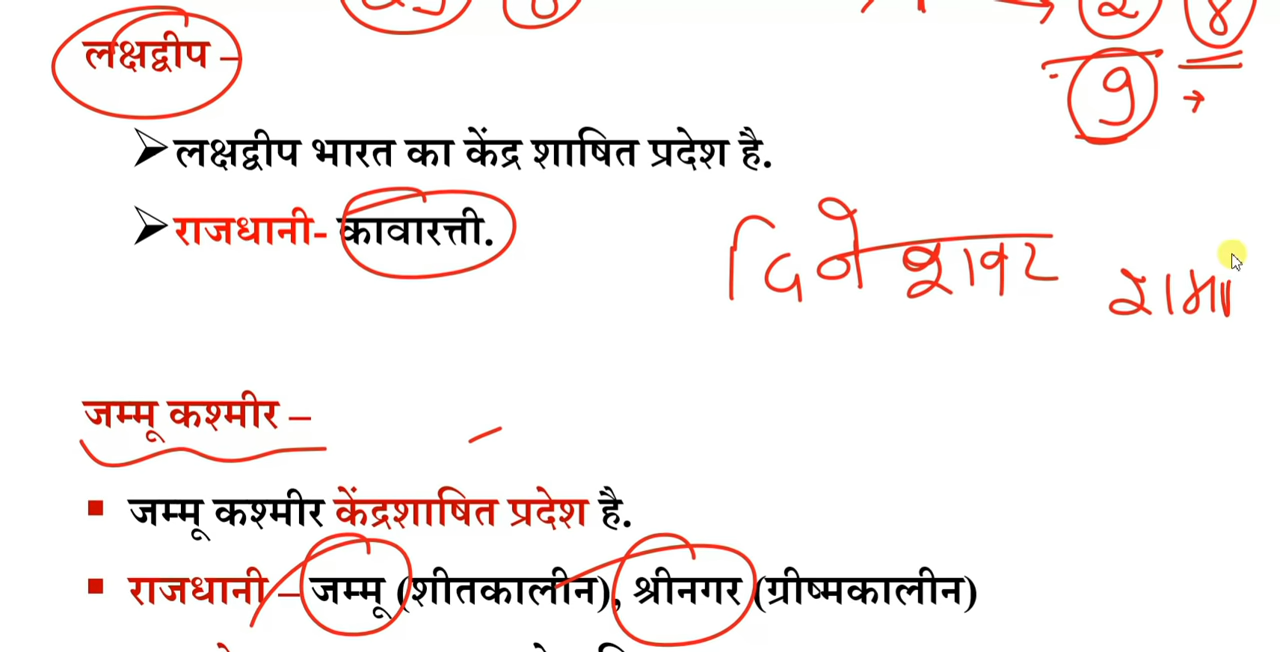 लक्षद्वीप –
9
➢लक्षद्वीप भारत का केंद्र शाषित प्रदेश है.
➢राजधानी- कावारत्ती.
जम्मू कश्मीर –
▪ जम्मू कश्मीर केंद्रशाषित प्रदेश है.
▪ राजधानी – जम्मू (शीतकालीन), श्रीनगर (ग्रीष्मकालीन)